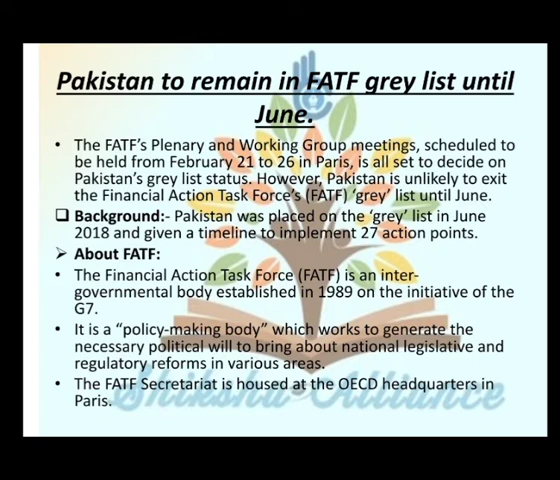 Pakistan to remain in FATF grey list until
June.
• The FATF's Plenary and Working Group meetings, scheduled to
be held from February 21 to 26 in Paris, is all set to decide on
Pakistan's grey list status. However, Pakistan is unlikely to exit
the Financial Action Task Force's (FATF) 'grey' list until June.
❑ Background:- Pakistan was placed on the 'grey' list in June
2018 and given a timeline to implement 27 action points.
➢ About FATF:
• The Financial Action Task Force (FATF) is an inter-
governmental body established in 1989 on the initiative of the
G7.
• It is a "policy-making body" which works to generate the
necessary political will to bring about national legislative and
regulatory reforms in various areas.
• The FATF Secretariat is housed at the OECD headquarters in
Paris.
Shiksha Alliance